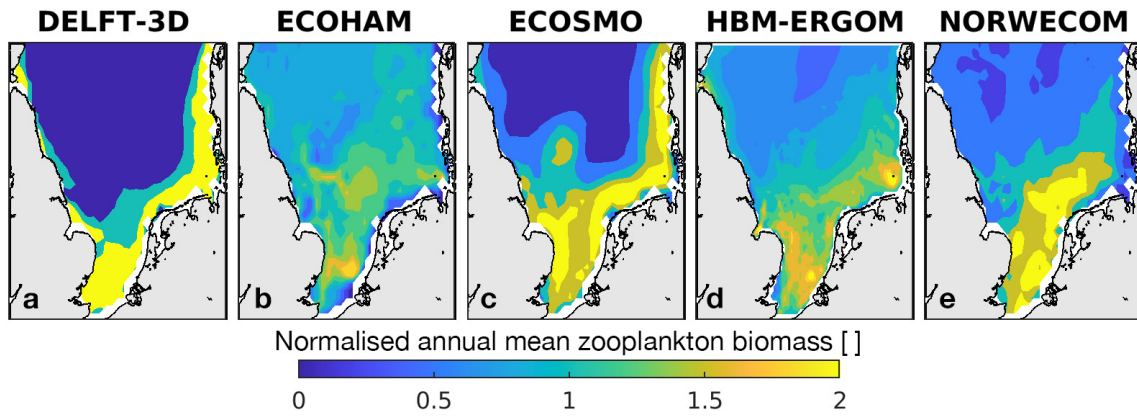 DELFT-3D ECOHAM ECOSMO HBM-ERGOM NORWECOM
a b c d e
Normalised annual mean zooplankton biomass [ ]
0 0.5 1 1.5 2